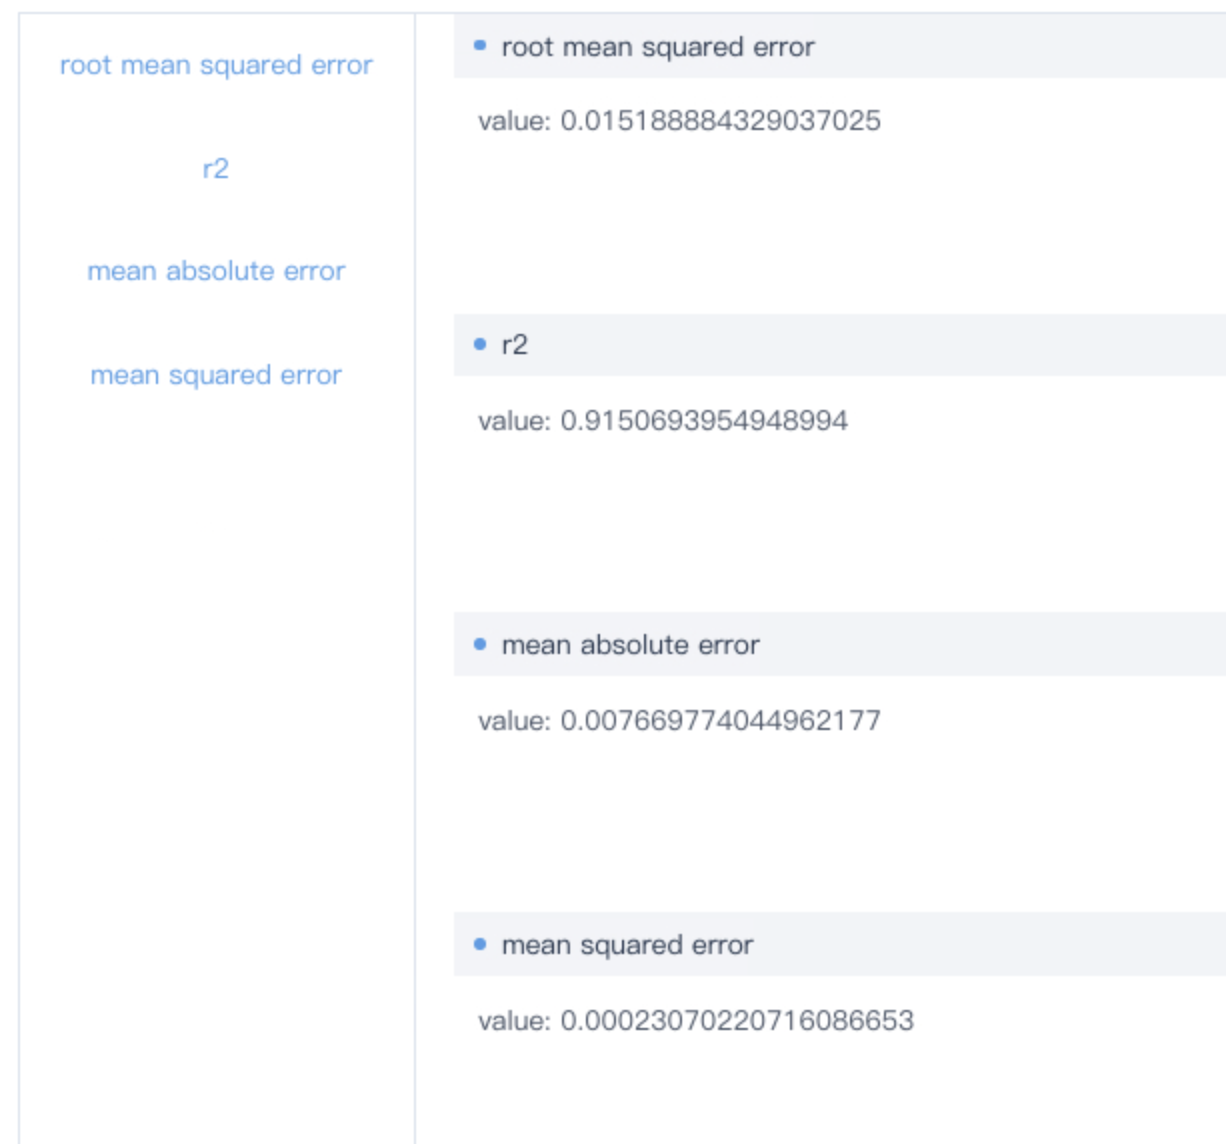 root mean squared error
r2
mean absolute error
mean squared error
root mean squared error
value: 0.015188884329037025
r2
value: 0.9150693954948994
mean absolute error
value: 0.007669774044962177
mean squared error
value: 0.00023070220716086653